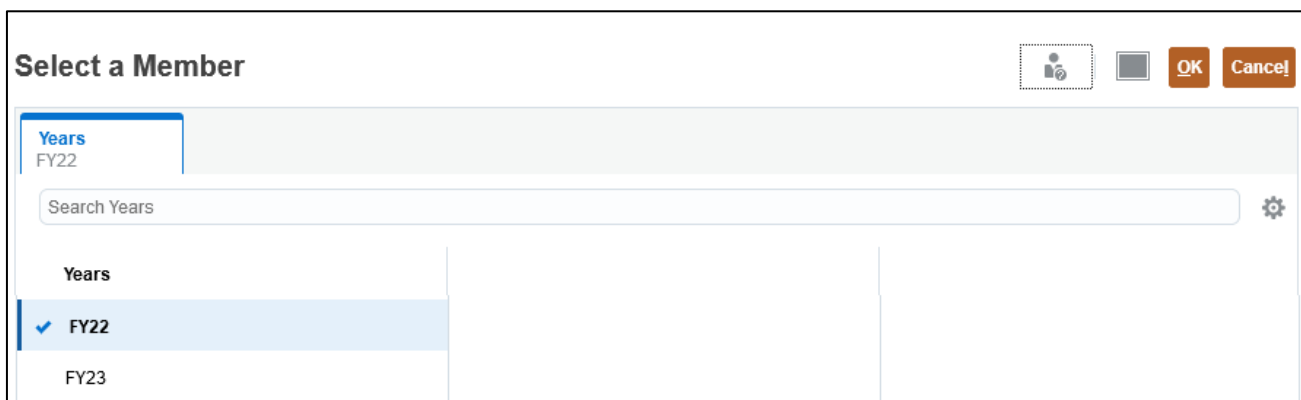 Select a Member
OK Cancel
Years
FY22
Search Years
Years
FY22
FY23